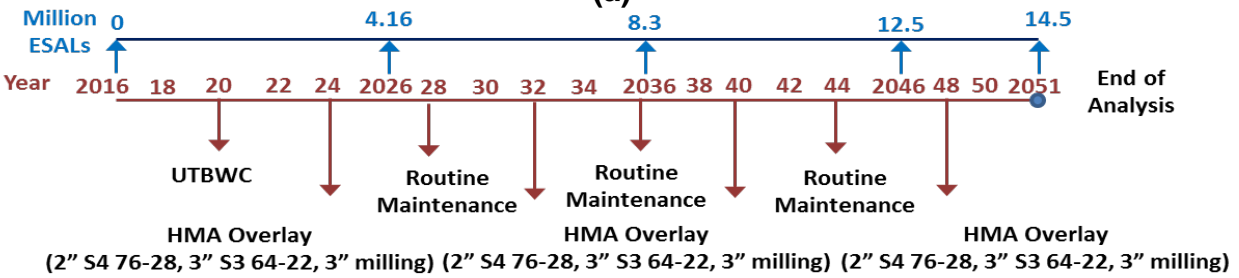 (a)
Million 0 4.16 8.3 12.5 14.5
ESALs
Year 2016 18 20 22 24 2026 28 30 32 34 2036 38 40 42 44 2046 48 50 2051 End of
Analysis
UTBWC Routine Routine Routine
Maintenance Maintenance Maintenance
HMA Overlay HMA Overlay HMA Overlay
(2” S4 76-28, 3” S3 64-22, 3” milling) (2” S4 76-28, 3” S3 64-22, 3” milling) (2” S4 76-28, 3” S3 64-22, 3” milling)